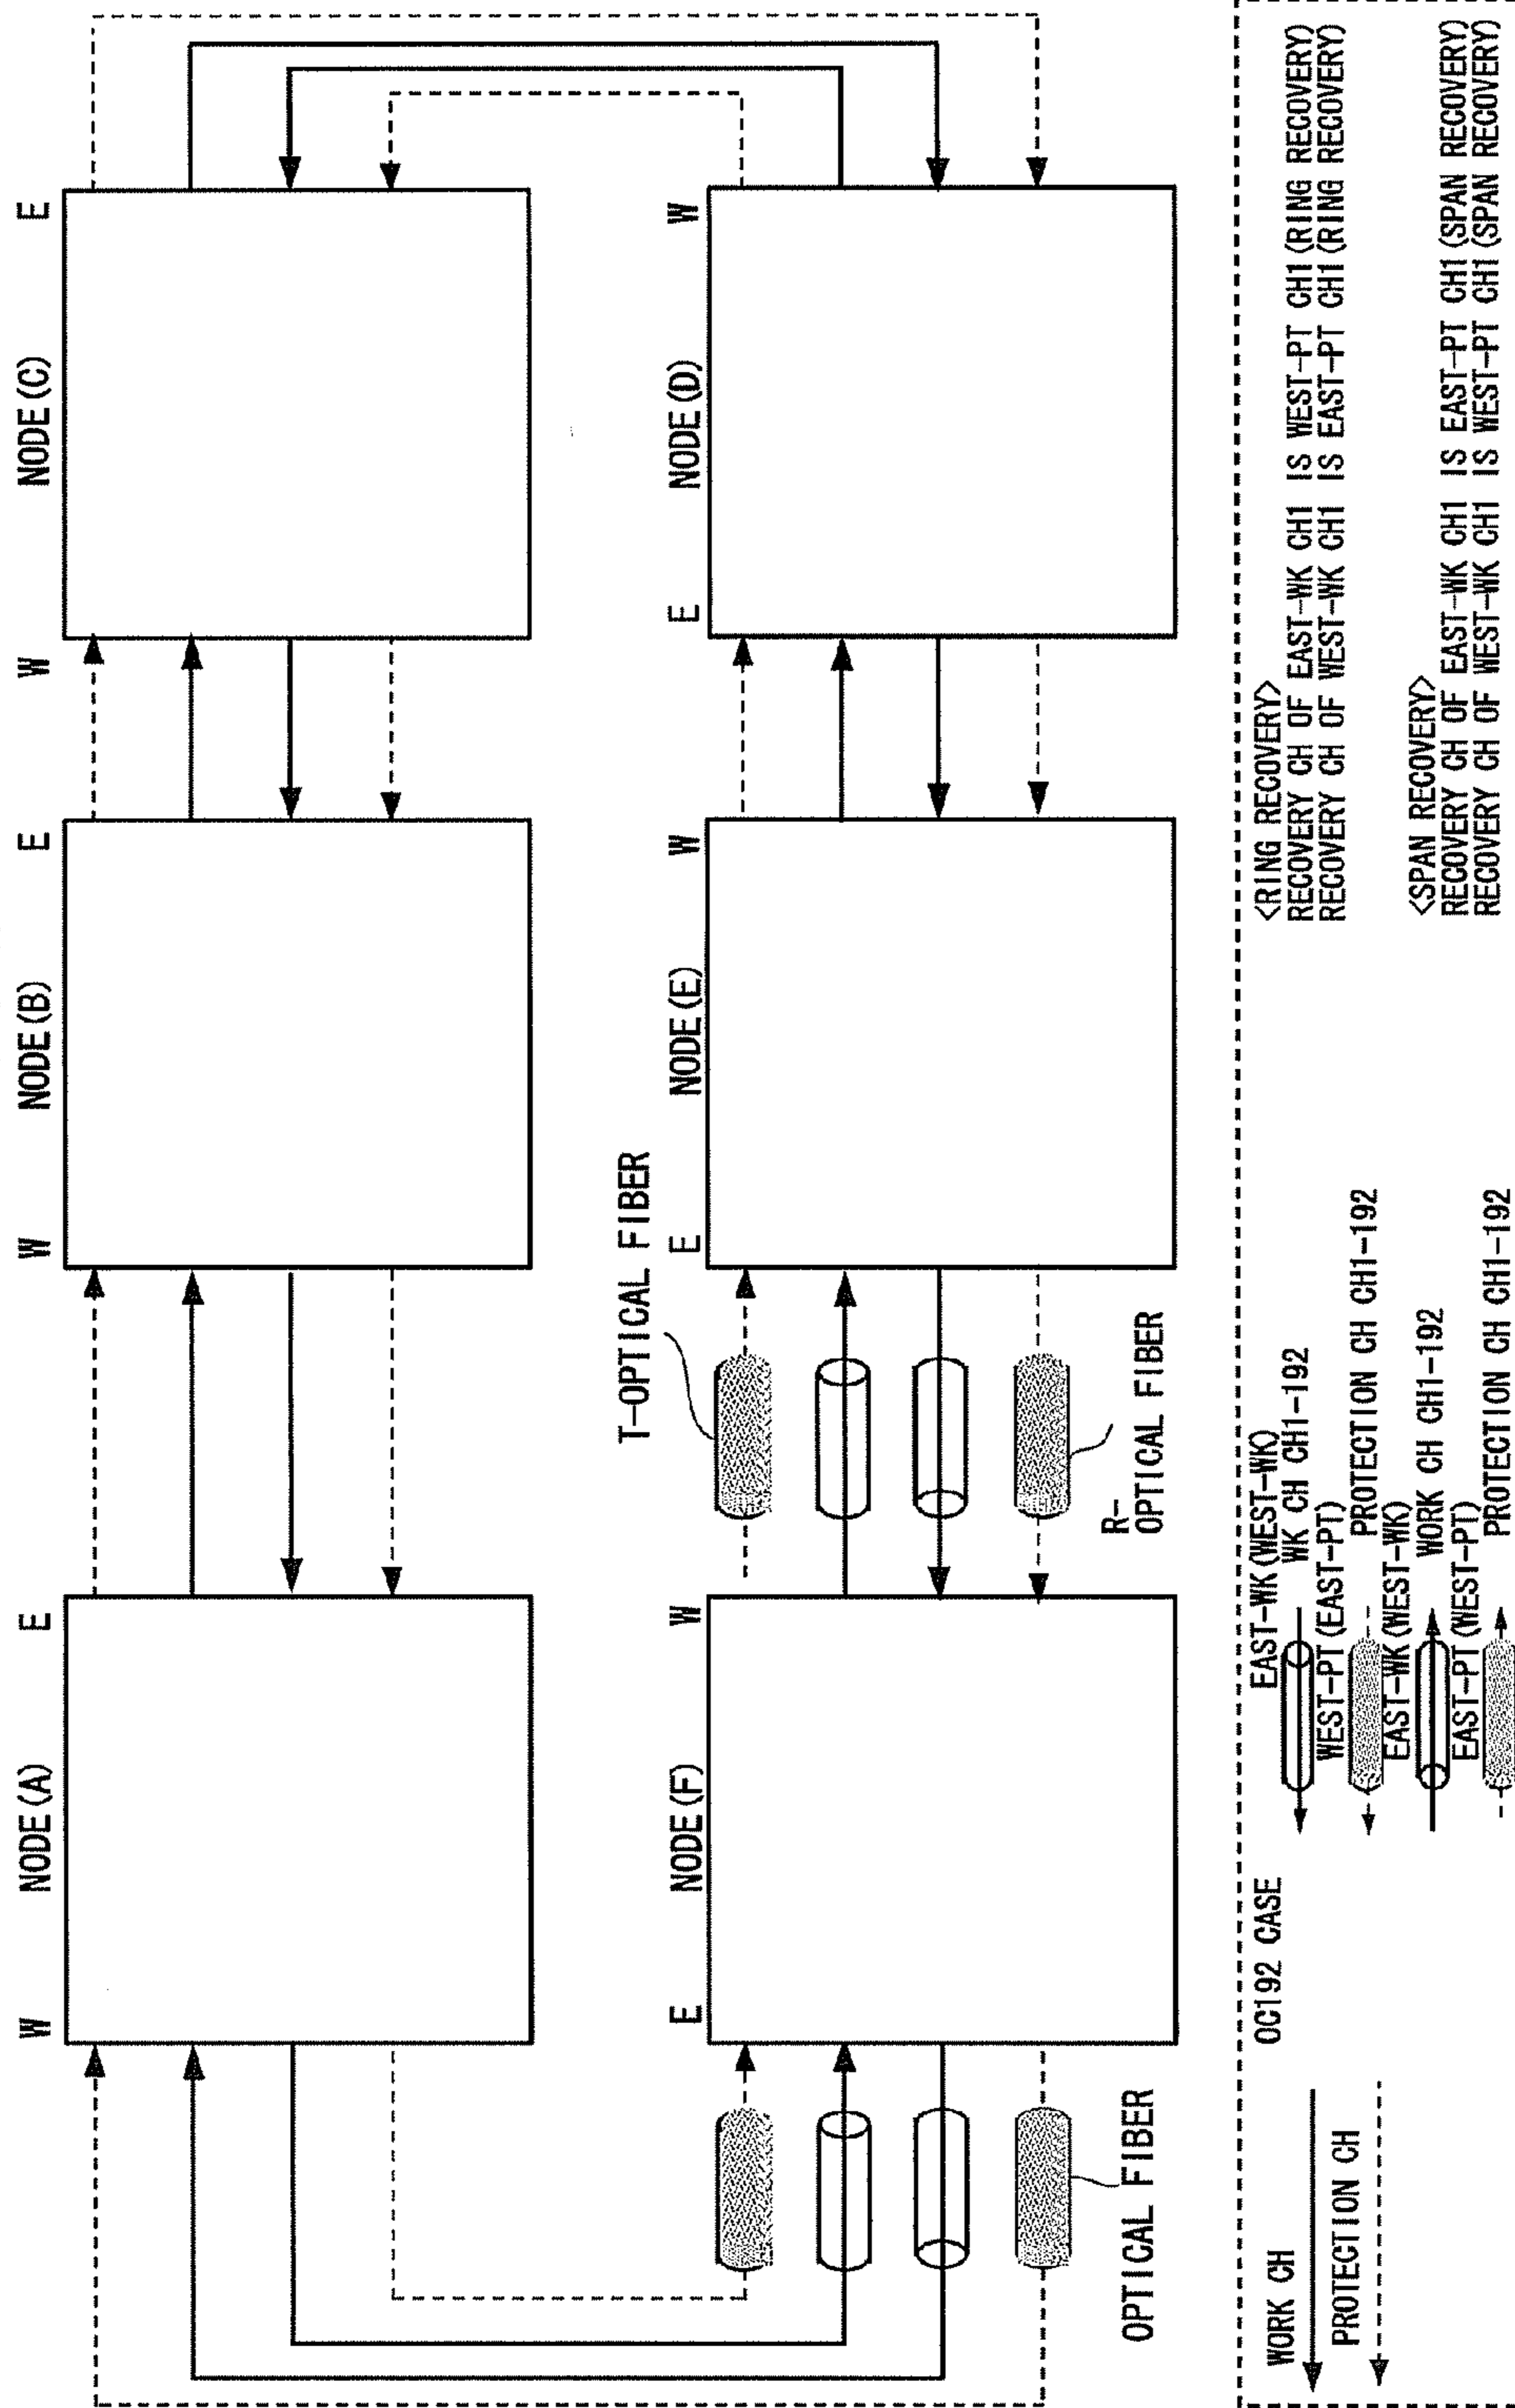 W NODE(A) E
W NODE(B) E
W NODE(C) E
T-OPTICAL FIBER
E NODE(F) W
E NODE(E) W
E NODE(D) W
OPTICAL FIBER
R-
OPTICAL FIBER
WORK CH
PROTECTION CH
OC192 CASE
EAST-WK(WEST-WK)
WK CH CH1-192
WEST-PT(EAST-PT)
PROTECTION CH CH1-192
EAST-WK(WEST-WK)
WORK CH CH1-192
EAST-PT(WEST-PT)
PROTECTION CH CH1-192
<RING RECOVERY>
RECOVERY CH OF EAST-WK CH1 IS WEST-PT CH1(RING RECOVERY)
RECOVERY CH OF WEST-WK CH1 IS EAST-PT CH1(RING RECOVERY)
<SPAN RECOVERY>
RECOVERY CH OF EAST-WK CH1 IS EAST-PT CH1(SPAN RECOVERY)
RECOVERY CH OF WEST-WK CH1 IS WEST-PT CH1(SPAN RECOVERY)